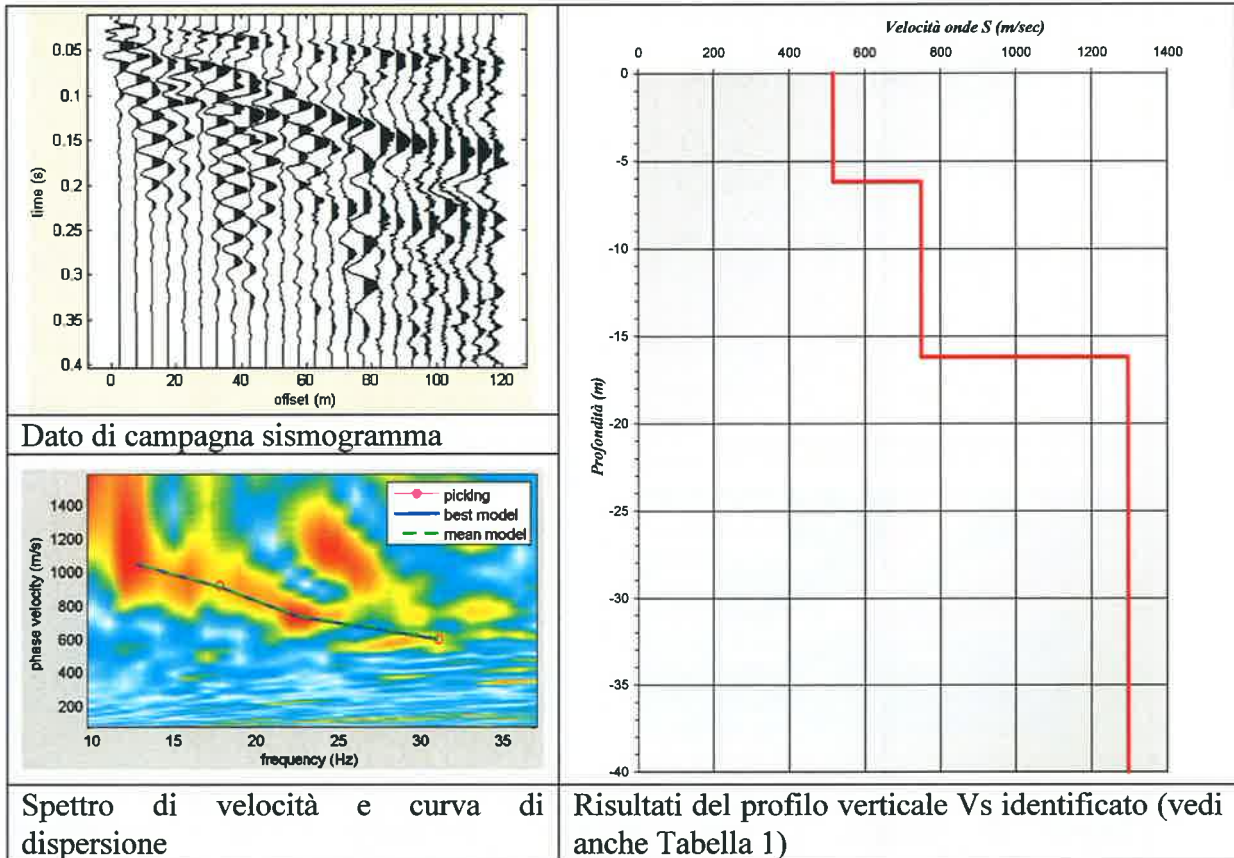 0.05
0.1
0.15
0.2
0.25
0.3
0.35
0.4
time (s)
0 20 40 60 80 100 120
offset (m)
Dato di campagna sismogramma
1400
1200
1000
800
600
400
200
phase velocity (m/s)
picking
best model
mean model
10 15 20 25 30 35
frequency (Hz)
Spettro di velocità e curva di
dispersione
Velocità onde S (m/sec)
0 200 400 600 800 1000 1200 1400
0
-5
-10
-15
-20
-25
-30
-35
-40
Profondità (m)
Risultati del profilo verticale Vs identificato (vedi
anche Tabella 1)